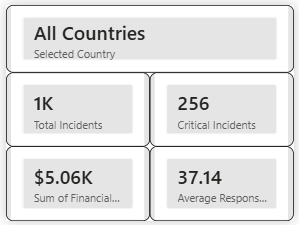 All Countries
Selected Country
1K
256
Total Incidents
Critical Incidents
$5.06K
37.14
Sum of Financial...
Average Respons...